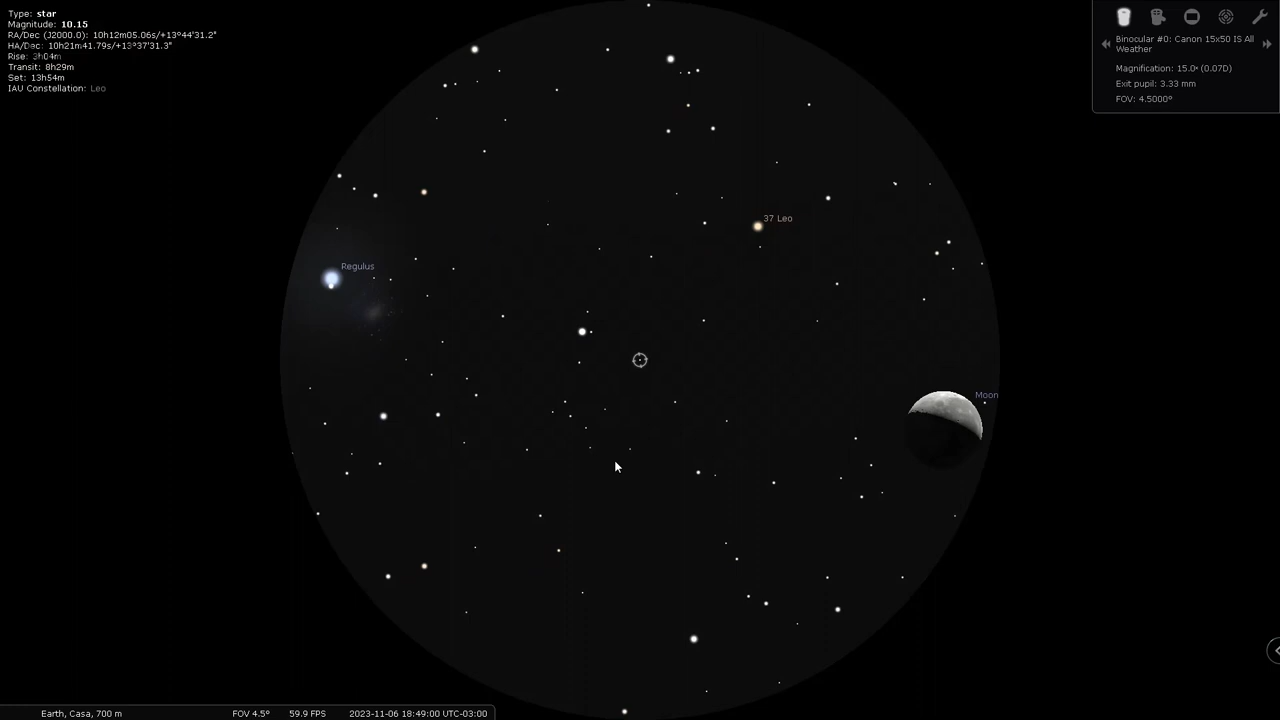 Type: star
Magnitude: 10.15
RA/Dec (J2000.0): 10h12m05.06s/+13°44'31.2"
HA/Dec: 10h21m41.79s/+13°37'31.3"
Rise: 3h04m
Transit: 8h29m
Set: 13h54m
IAU Constellation: Leo
Binocular #0: Canon 15x50 IS All
Weather
Magnification: 15.0× (0.07D)
Exit pupil: 3.33 mm
FOV: 4.5000°
37 Leo
Regulus
Moon
Earth, Casa, 700 m
FOV 4.5°
59.9 FPS
2023-11-06 18:49:00 UTC-03:00